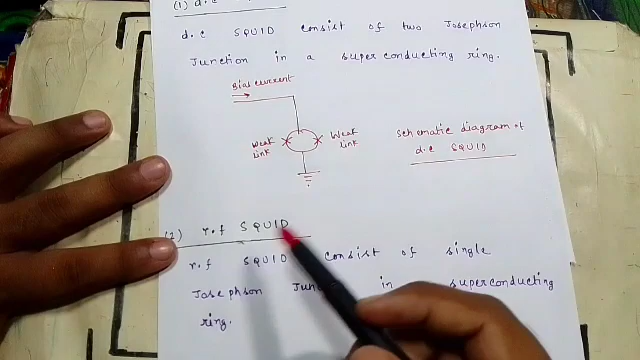 (1) d.c
d.c SQUID consist of two Josephson
Junction in a superconducting ring.
Bias current
Weak Link
Weak Link
Schematic diagram of
d.c SQUID
(2) r.f SQUID
r.f SQUID consist of single
Josephson in superconducting
ring.